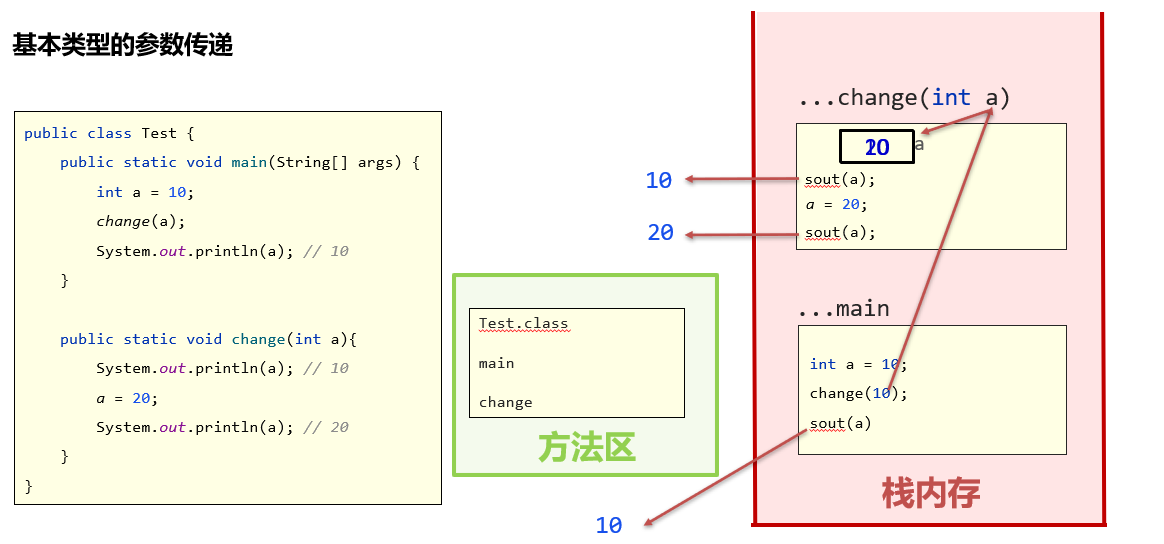 基本类型的参数传递
public class Test {
public static void main(String[] args) {
int a = 10;
change(a);
System.out.println(a); // 10
}
public static void change(int a){
System.out.println(a); // 10
a = 20;
System.out.println(a); // 20
}
}
Test.class
main
change
方法区
...change(int a)
a
sout(a);
a = 20;
sout(a);
10
20
...main
int a = 10;
change(10);
sout(a)
栈内存
10